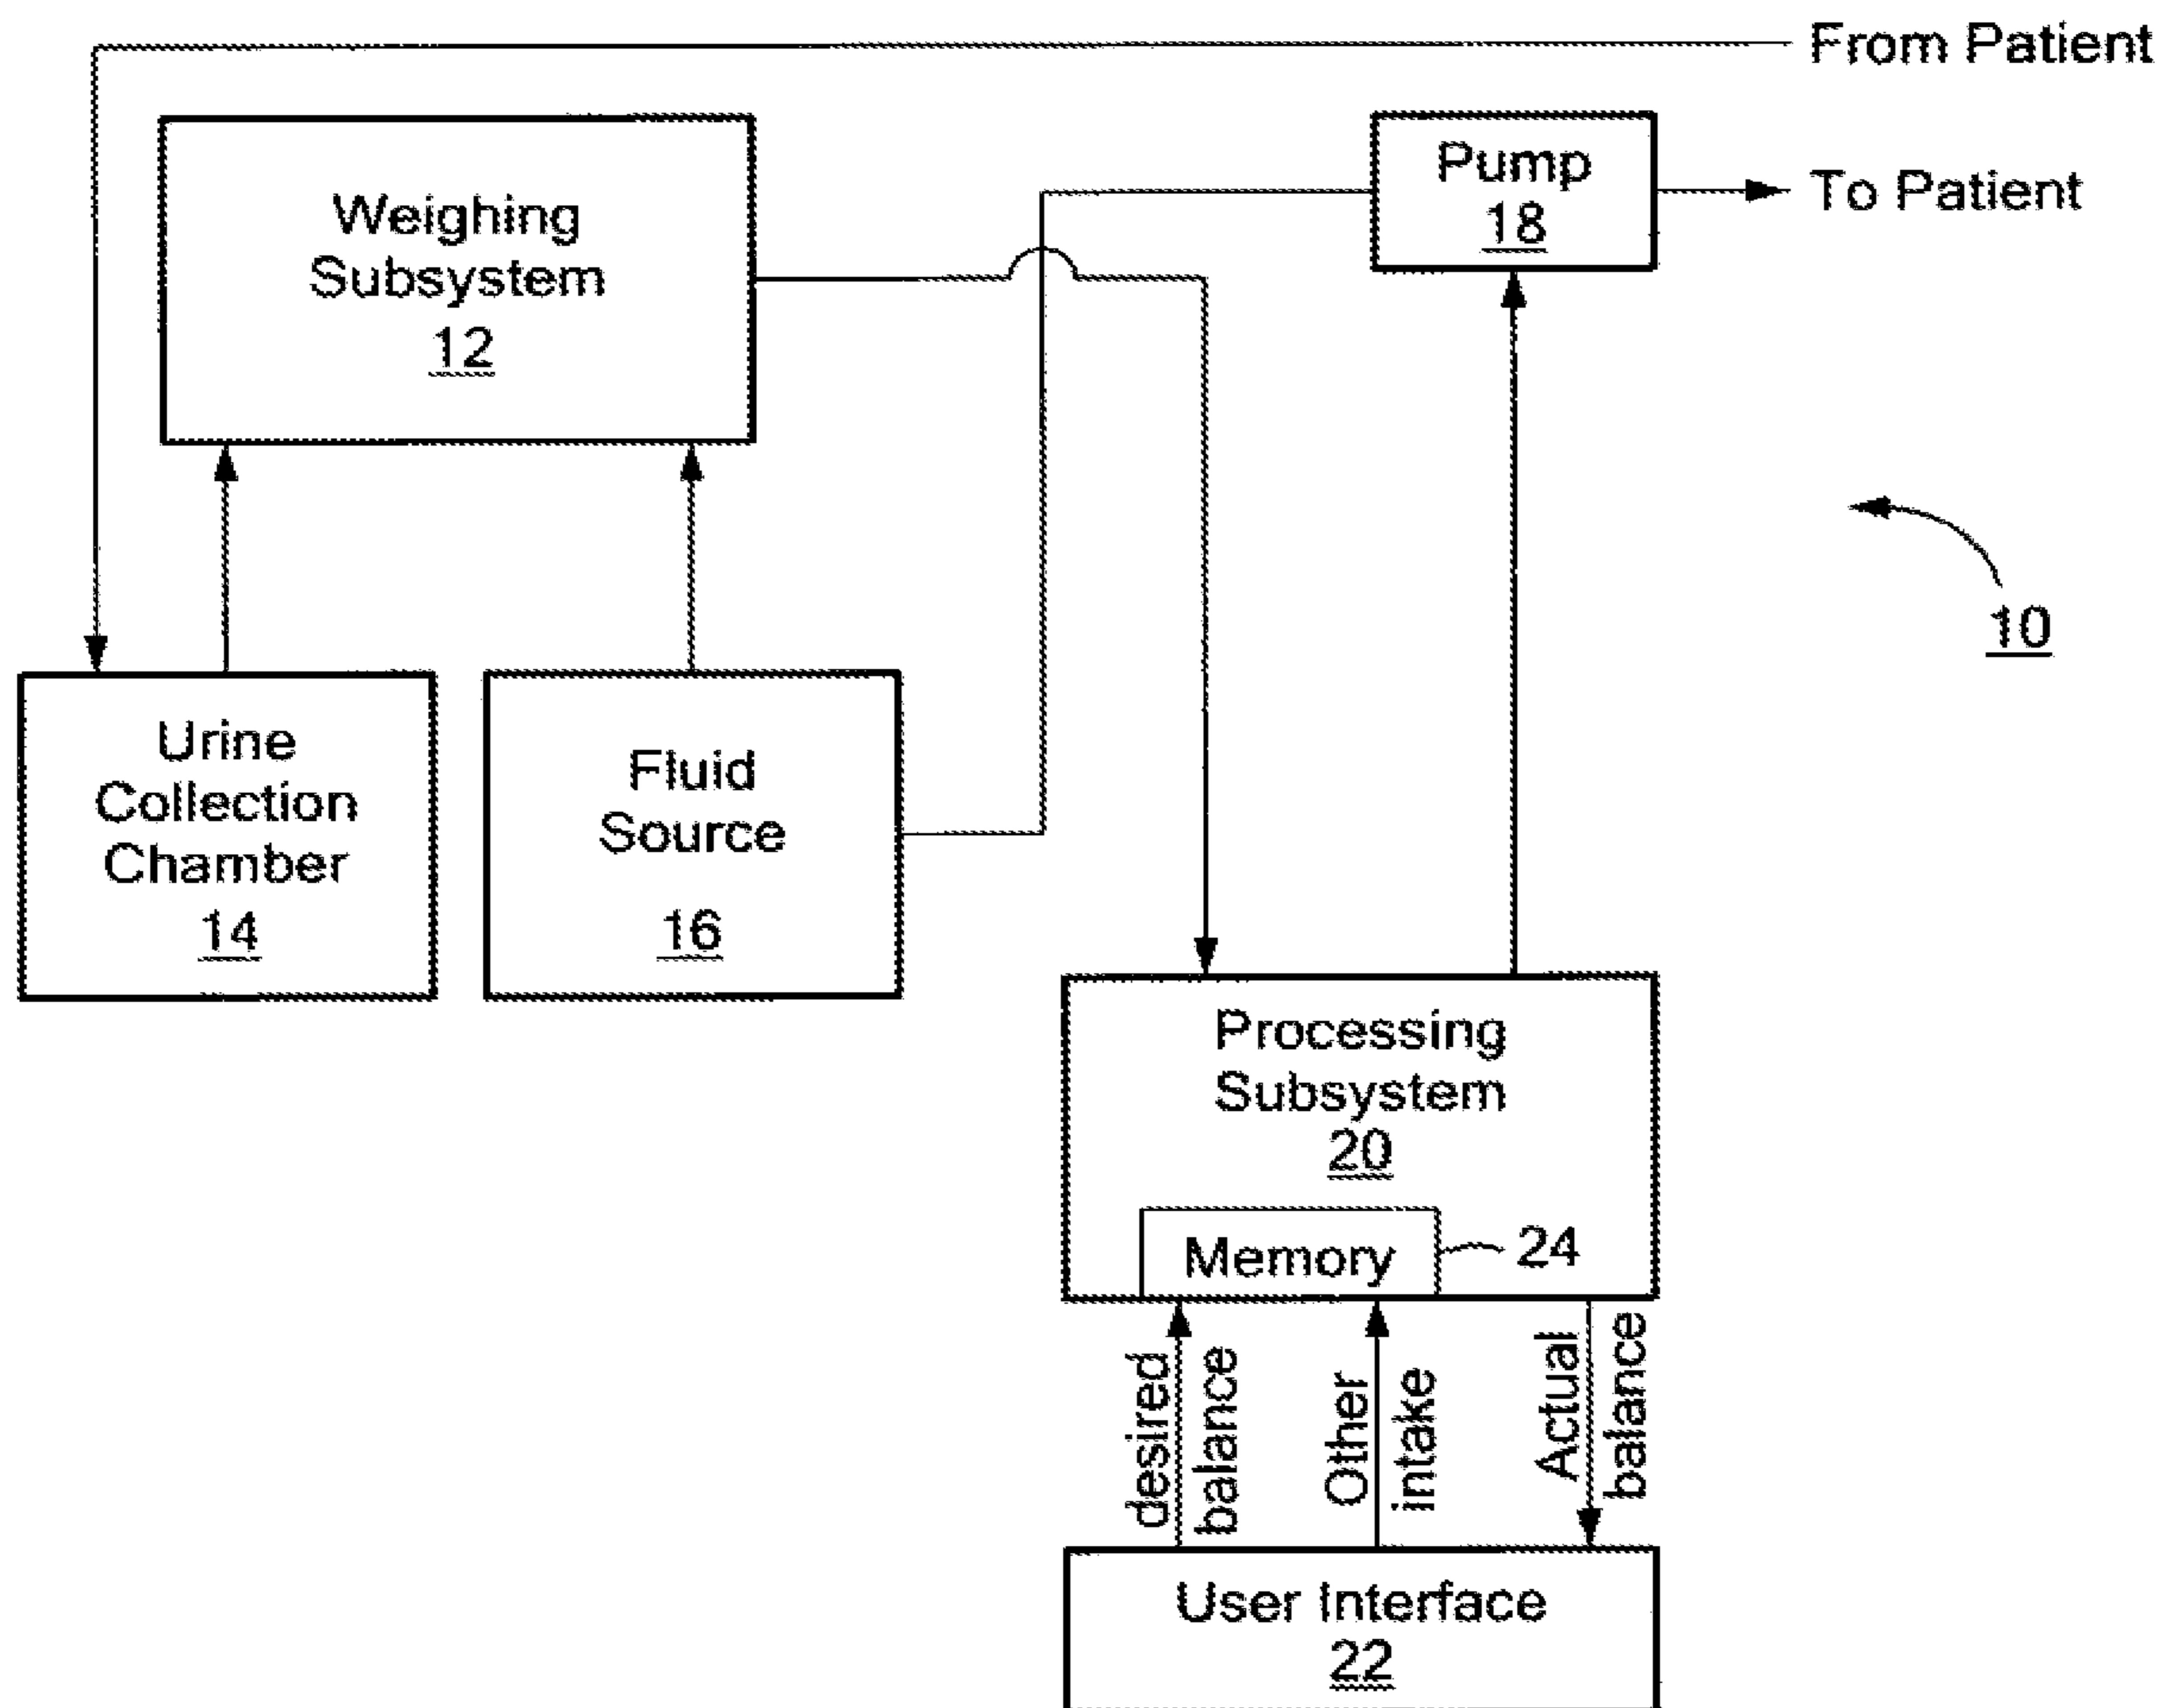 From Patient
Weighing
Subsystem
12
Pump
18
To Patient
10
Urine
Collection
Chamber
14
Fluid
Source
16
Processing
Subsystem
20
Memory
24
desired
balance
Other
intake
Actual
balance
User Interface
22